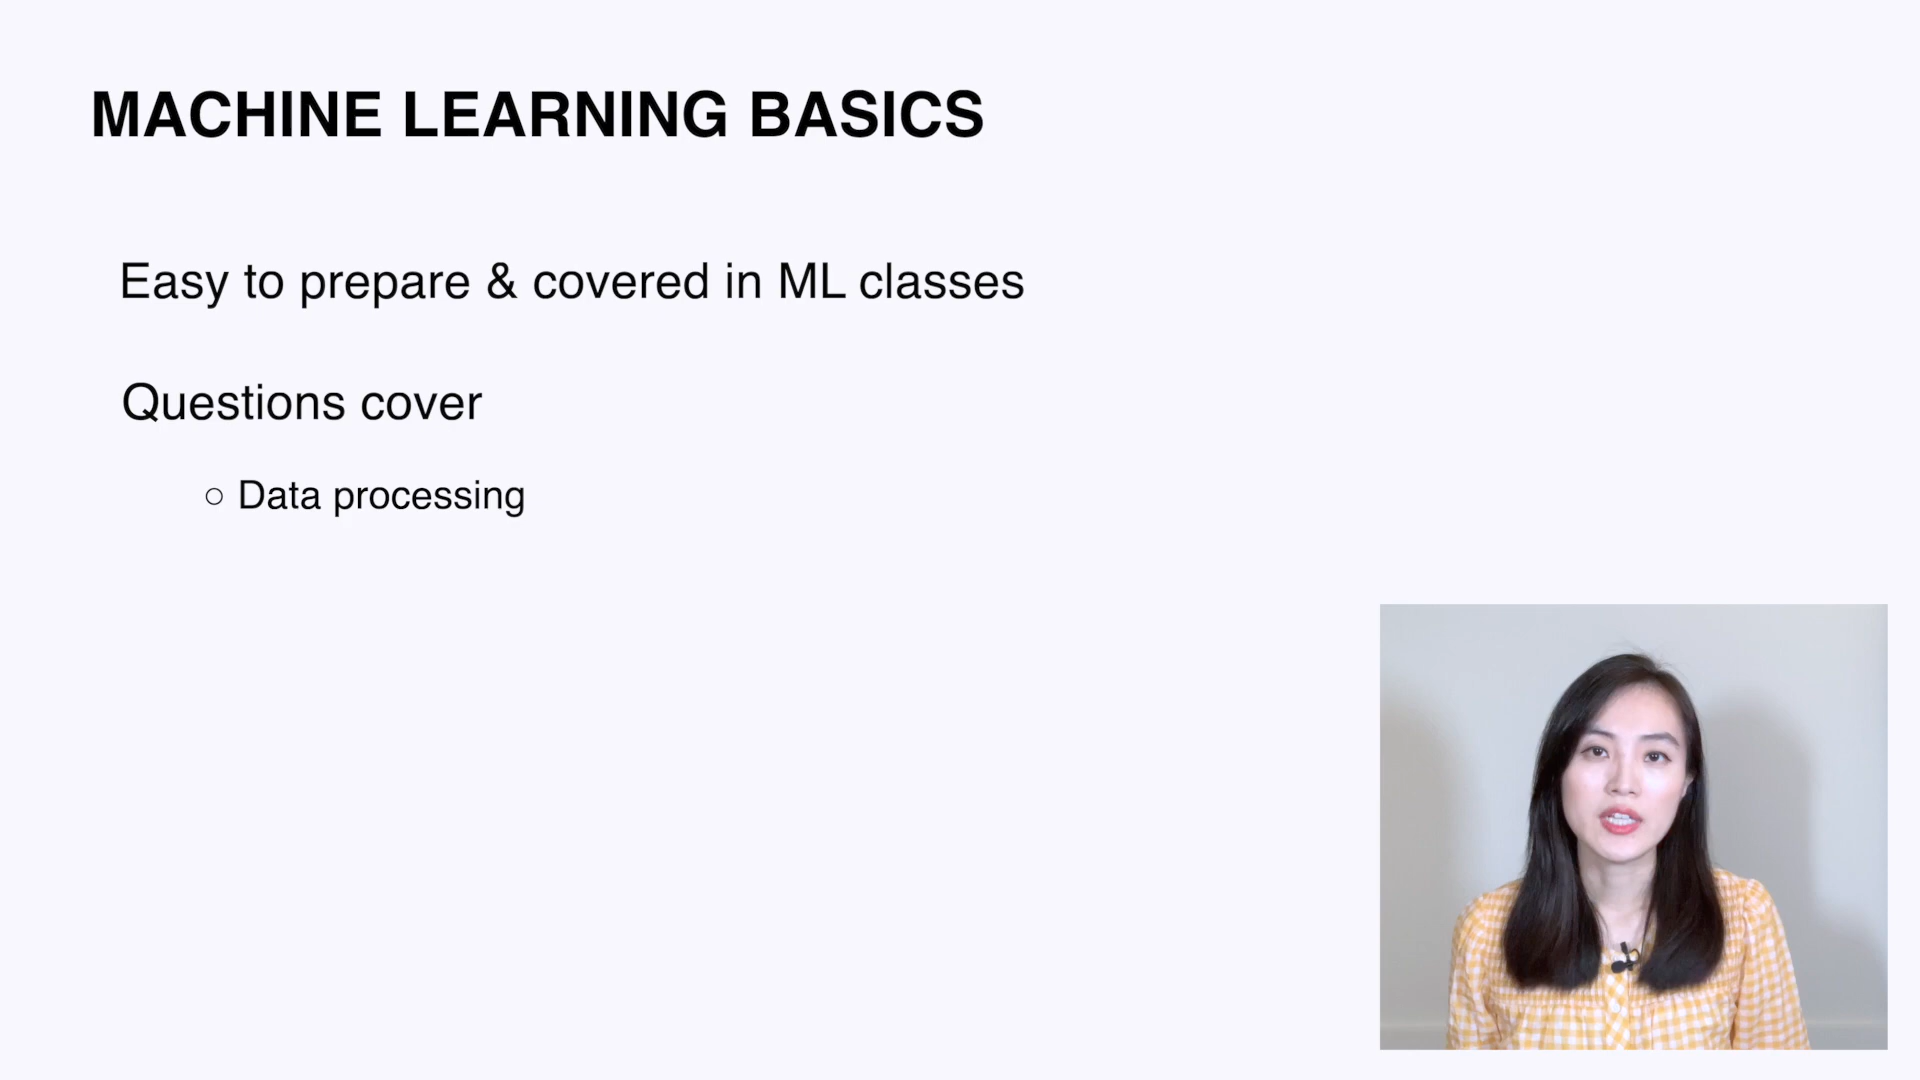 MACHINE LEARNING BASICS
Easy to prepare & covered in ML classes
Questions cover
○ Data processing